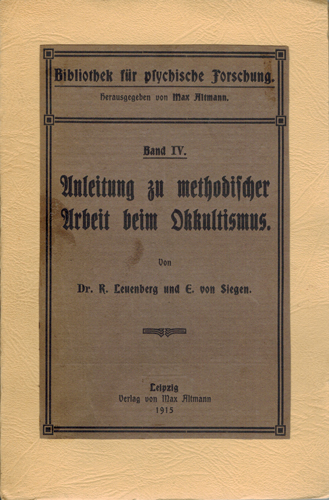 Bibliothek für psychische Forschung.
Herausgegeben von Max Altmann.
Band IV.
Anleitung zu methodischer
Arbeit beim Okkultismus.
Von
Dr. R. Leuenberg und E. von Siegen.
Leipzig
Verlag von Max Altmann
1915